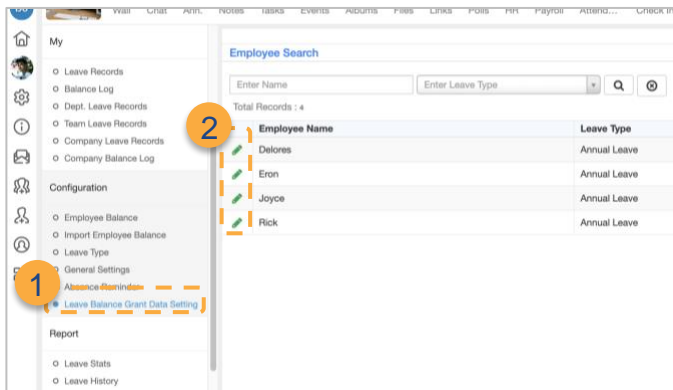 Wall Chat Ann. Notes Tasks Events Albums Files Links Polls HR Payroll Attend... Check In
My
Leave Records
Balance Log
Dept. Leave Records
Team Leave Records
Company Leave Records
Company Balance Log
Configuration
Employee Balance
Import Employee Balance
Leave Type
General Settings
Absence Reminder
1
Leave Balance Grant Data Setting
Report
Leave Stats
Leave History
Employee Search
Enter Name Enter Leave Type
Total Records : 4
2
Employee Name Leave Type
Delores Annual Leave
Eron Annual Leave
Joyce Annual Leave
Rick Annual Leave